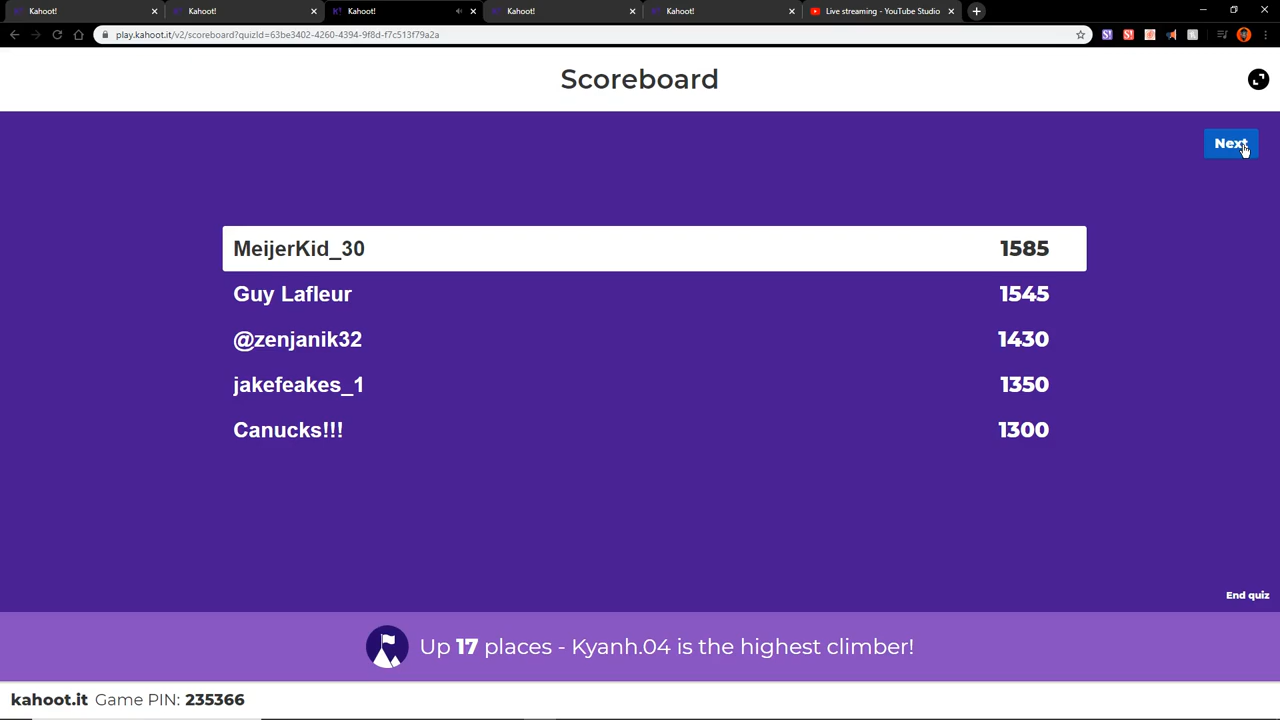 Kahoot!
Kahoot!
Kahoot!
Kahoot!
Kahoot!
Live streaming - YouTube Studio
play.kahoot.it/v2/scoreboard?quizId=63be3402-4260-4394-9f8d-f7c513f79a2a
Scoreboard
Next
MeijerKid_30 1585
Guy Lafleur 1545
@zenjanik32 1430
jakefeakes_1 1350
Canucks!!! 1300
End quiz
Up 17 places - Kyanh.04 is the highest climber!
kahoot.it Game PIN: 235366